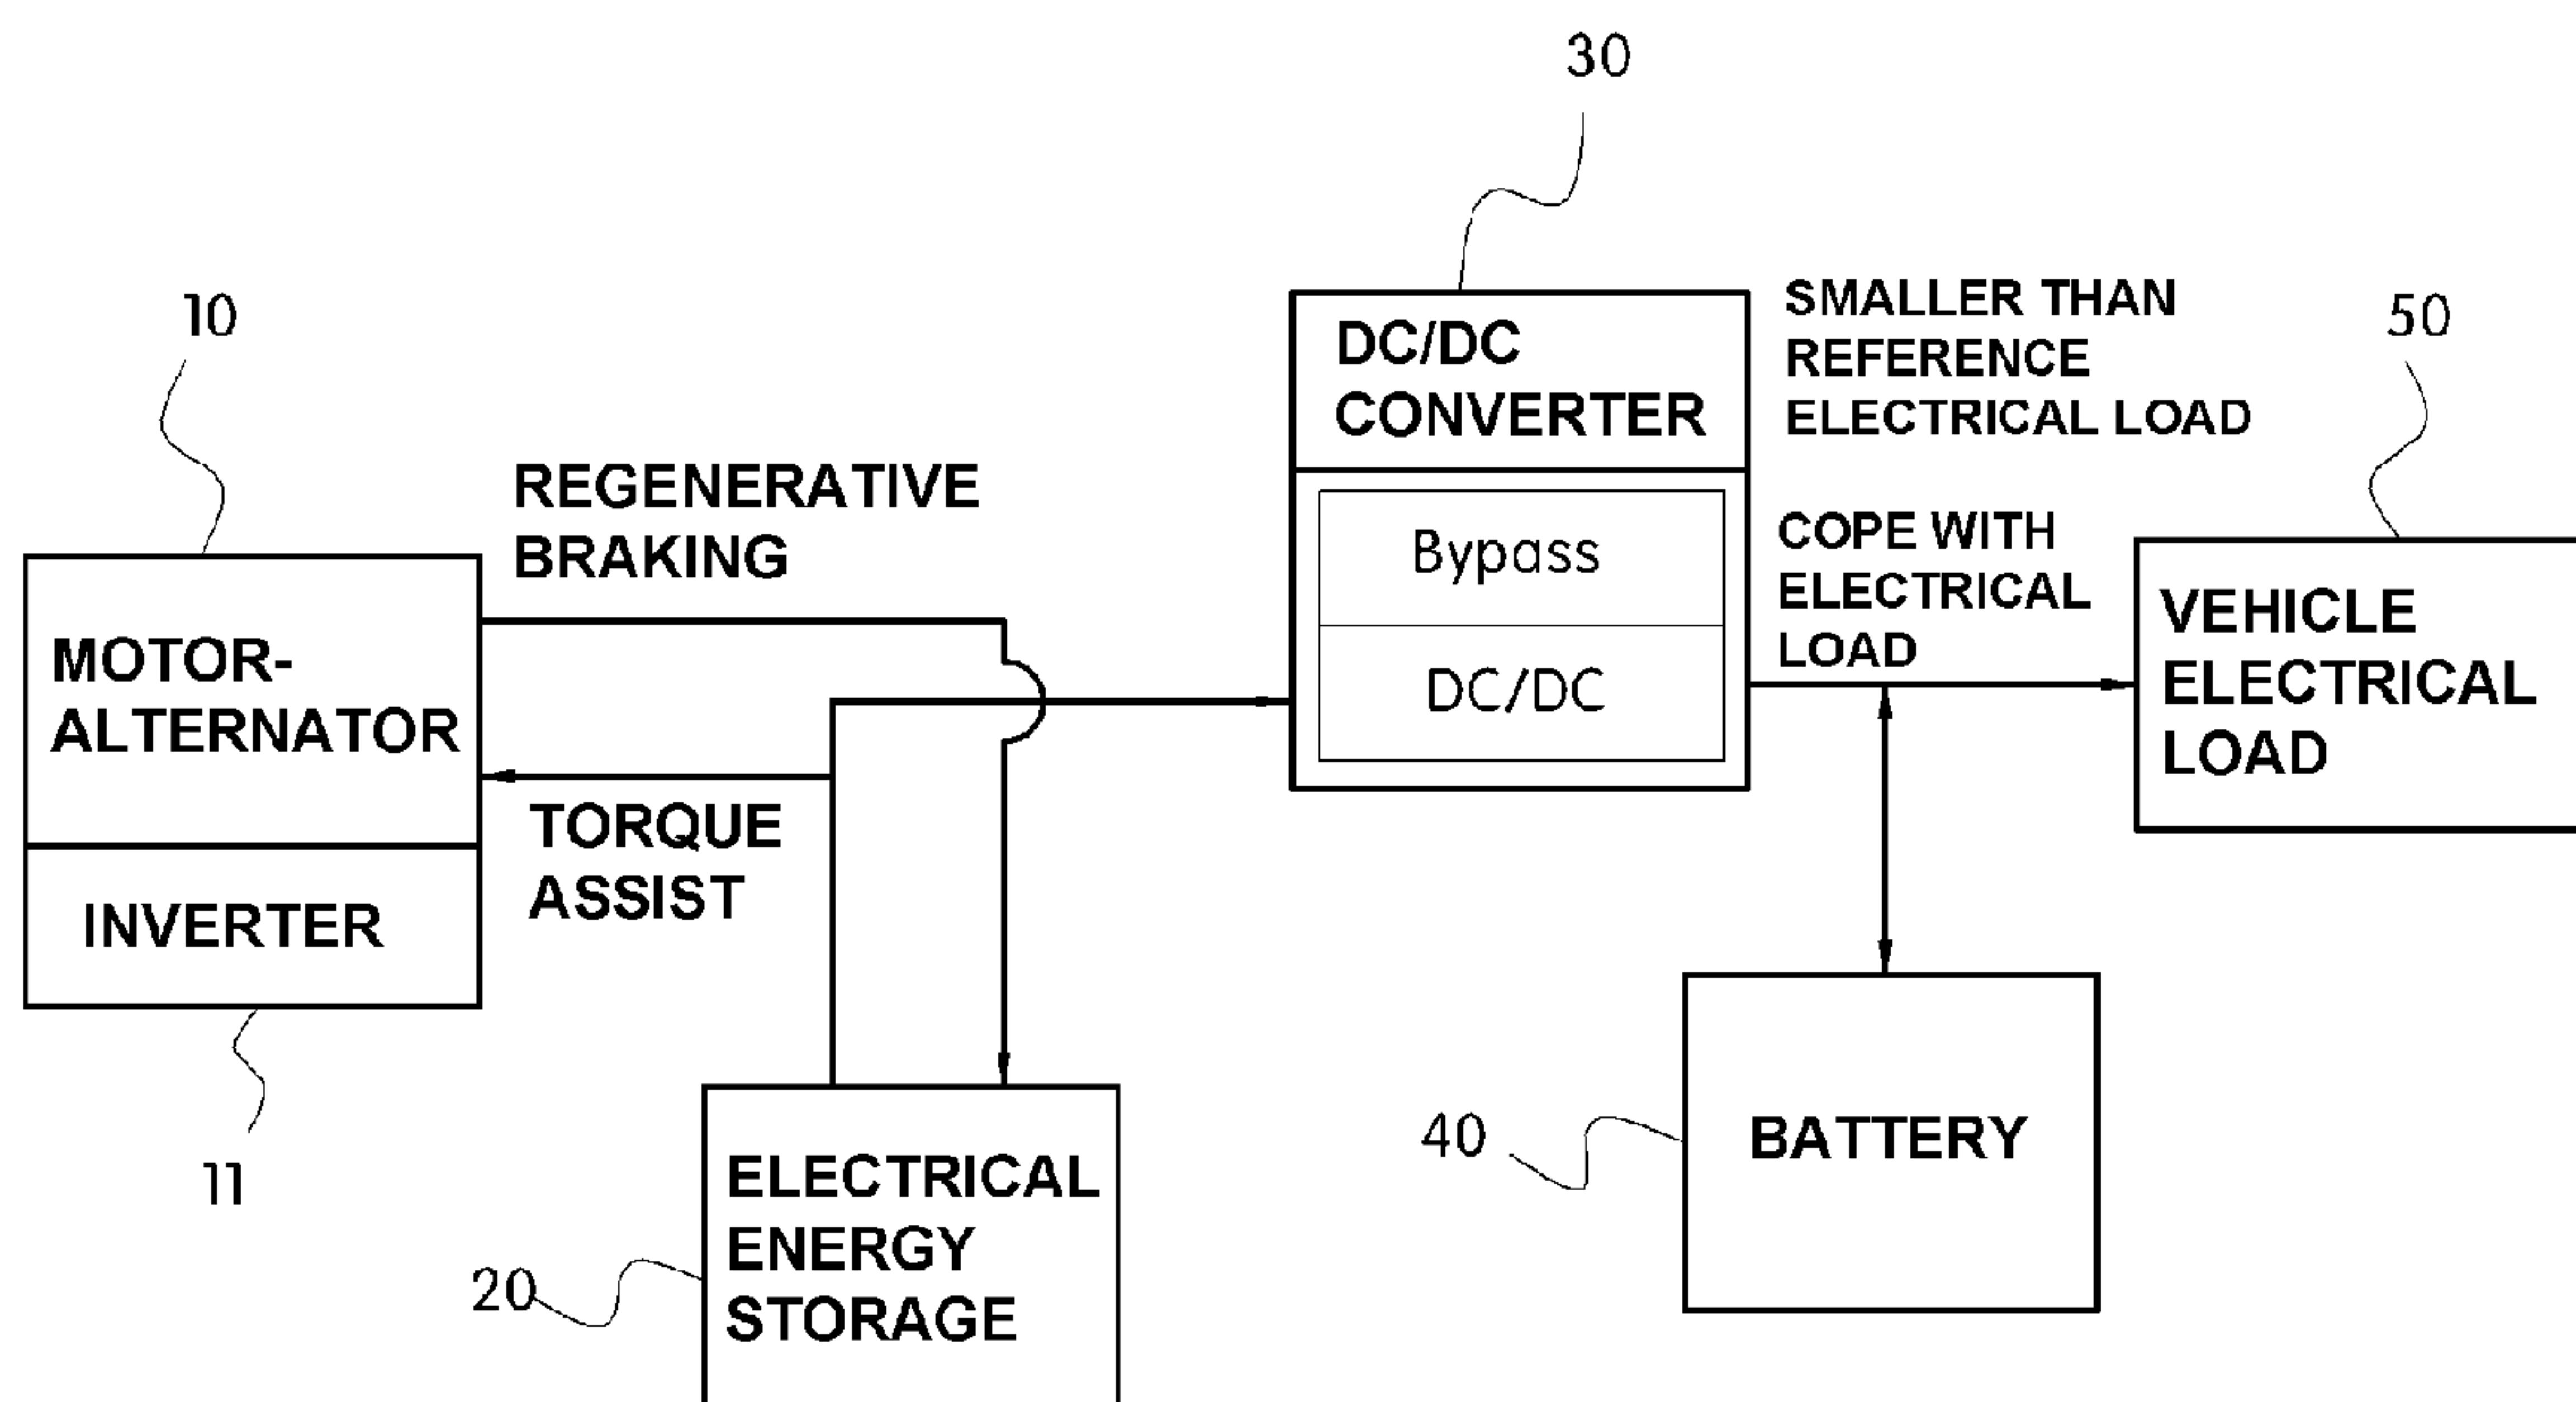 30
10
SMALLER THAN
REFERENCE
ELECTRICAL LOAD
50
DC/DC
CONVERTER
REGENERATIVE
BRAKING
Bypass
DC/DC
COPE WITH
ELECTRICAL
LOAD
MOTOR-
ALTERNATOR
INVERTER
TORQUE
ASSIST
VEHICLE
ELECTRICAL
LOAD
11
20
ELECTRICAL
ENERGY
STORAGE
40
BATTERY